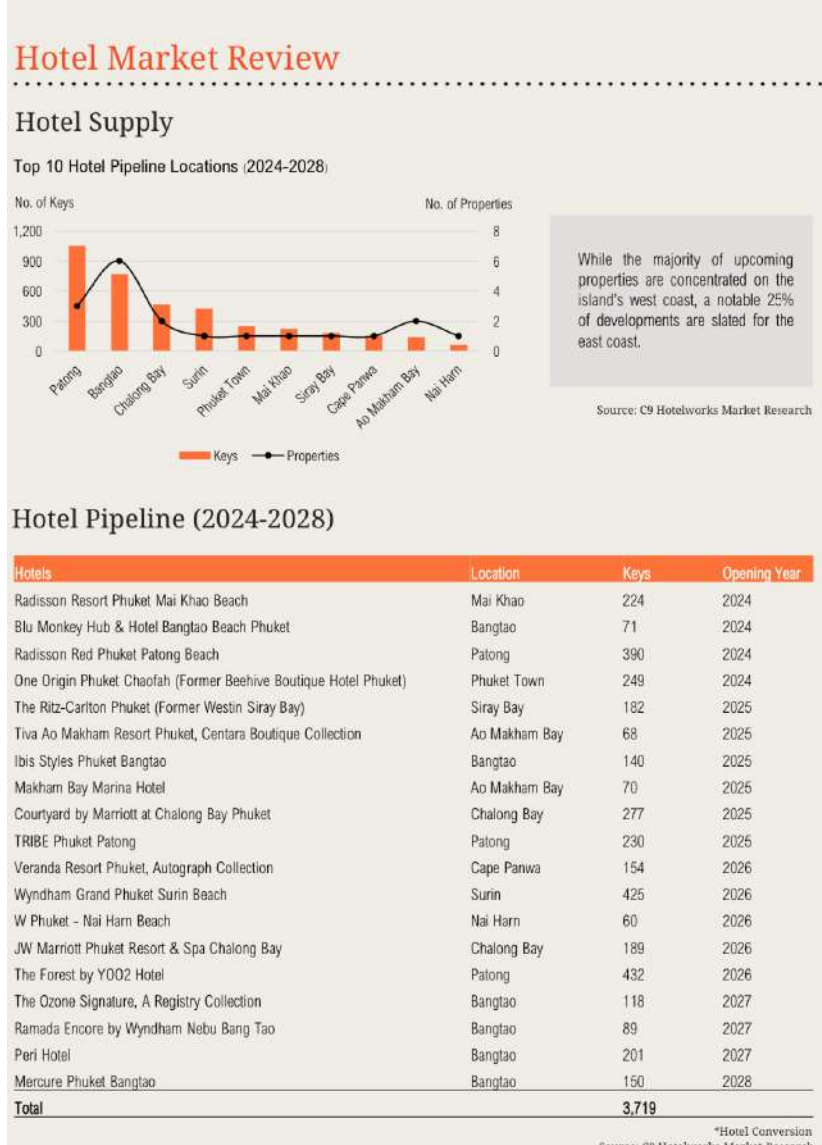 Hotel Market Review
Hotel Supply
Top 10 Hotel Pipeline Locations (2024-2028)
No. of Keys
No. of Properties
1,200
900
600
300
0
8
6
4
2
0
Patong
Bangtao
Chalong Bay
Surin
Phuket Town
Mai Khao
Siray Bay
Cape Panwa
Ao Makham Bay
Nai Harn
Keys Properties
While the majority of upcoming
properties are concentrated on the
island's west coast, a notable 25%
of developments are slated for the
east coast.
Source: C9 Hotelworks Market Research
Hotel Pipeline (2024-2028)
Hotels Location Keys Opening Year
Radisson Resort Phuket Mai Khao Beach Mai Khao 224 2024
Blu Monkey Hub & Hotel Bangtao Beach Phuket Bangtao 71 2024
Radisson Red Phuket Patong Beach Patong 390 2024
One Origin Phuket Chaofah (Former Beehive Boutique Hotel Phuket) Phuket Town 249 2024
The Ritz-Carlton Phuket (Former Westin Siray Bay) Siray Bay 182 2025
Tiva Ao Makham Resort Phuket, Centara Boutique Collection Ao Makham Bay 68 2025
Ibis Styles Phuket Bangtao Bangtao 140 2025
Makham Bay Marina Hotel Ao Makham Bay 70 2025
Courtyard by Marriott at Chalong Bay Phuket Chalong Bay 277 2025
TRIBE Phuket Patong Patong 230 2025
Veranda Resort Phuket, Autograph Collection Cape Panwa 154 2026
Wyndham Grand Phuket Surin Beach Surin 425 2026
W Phuket - Nai Harn Beach Nai Harn 60 2026
JW Marriott Phuket Resort & Spa Chalong Bay Chalong Bay 189 2026
The Forest by YOO2 Hotel Patong 432 2026
The Ozone Signature, A Registry Collection Bangtao 118 2027
Ramada Encore by Wyndham Nebu Bang Tao Bangtao 89 2027
Peri Hotel Bangtao 201 2027
Mercure Phuket Bangtao Bangtao 150 2028
Total 3,719
*Hotel Conversion
Source: C9 Hotelworks Market Research